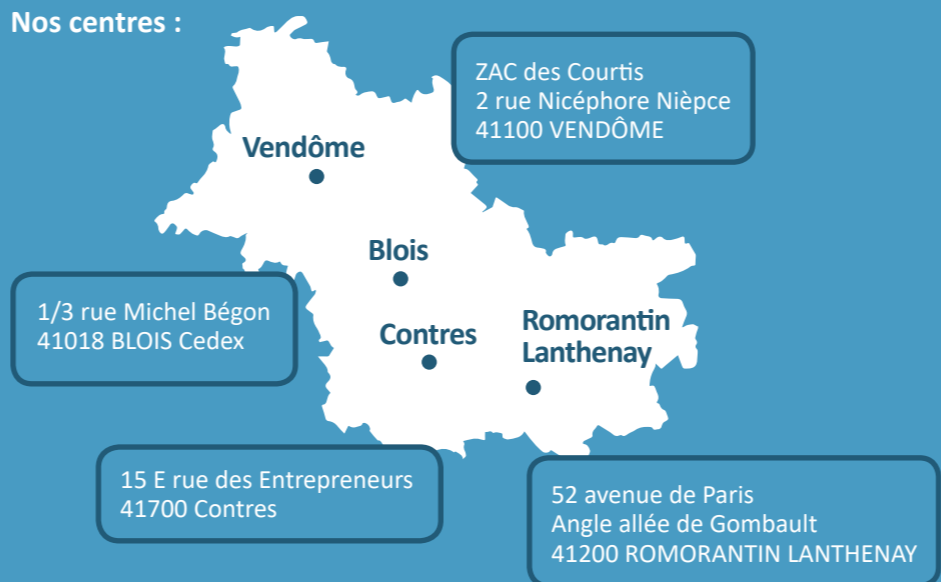 Nos centres :
ZAC des Courtis
2 rue Nicéphore Nièpce
41100 VENDÔME
Vendôme
Blois
1/3 rue Michel Bégon
41018 BLOIS Cedex
Contres
Romorantin
Lanthenay
15 E rue des Entrepreneurs
41700 Contres
52 avenue de Paris
Angle allée de Gombault
41200 ROMORANTIN LANTHENAY